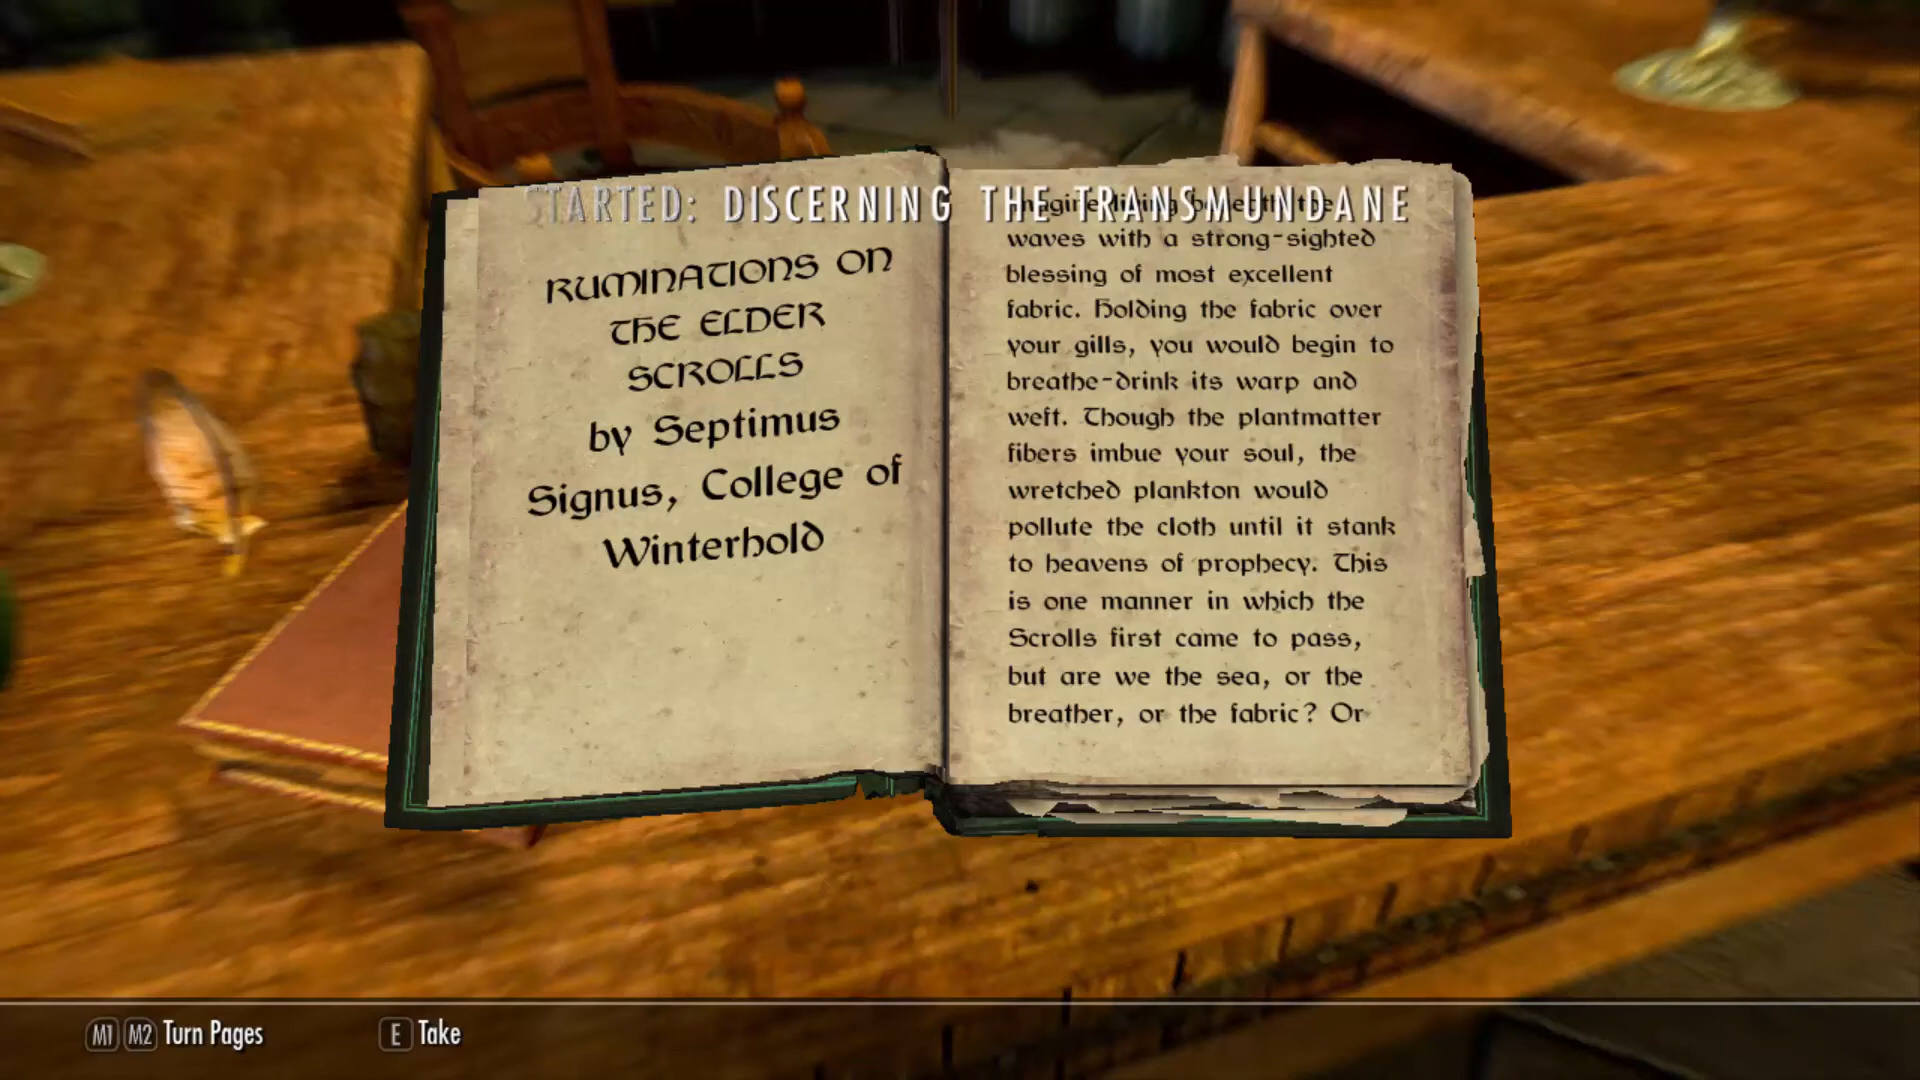 STARTED: DISCERNING THE TRANSMUNDANE
RUMINATIONS ON
THE ELDER
SCROLLS
by Septimus
Signus, College of
Winterhold
Imagine living beneath the
waves with a strong-sighted
blessing of most excellent
fabric. Holding the fabric over
your gills, you would begin to
breathe-drink its warp and
weft. Though the plantmatter
fibers imbue your soul, the
wretched plankton would
pollute the cloth until it stank
to heavens of prophecy. This
is one manner in which the
Scrolls first came to pass,
but are we the sea, or the
breather, or the fabric? Or
M1 M2 Turn Pages
E Take